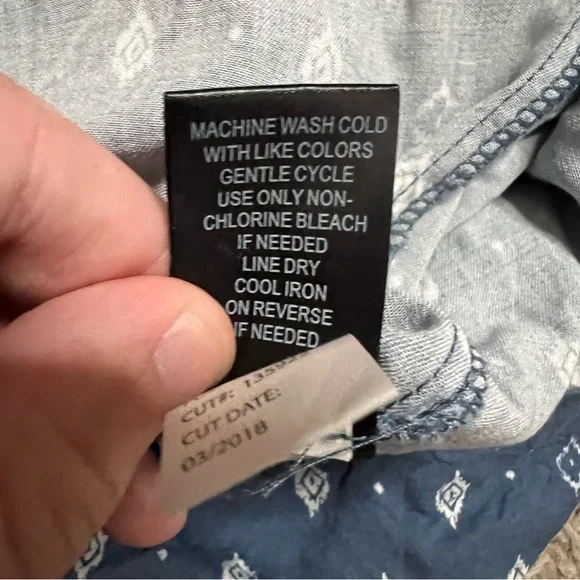 MACHINE WASH COLD
WITH LIKE COLORS
GENTLE CYCLE
USE ONLY NON-
CHLORINE BLEACH
IF NEEDED
LINE DRY
COOL IRON
ON REVERSE
IF NEEDED
CUT#:
CUT DATE:
03/2018